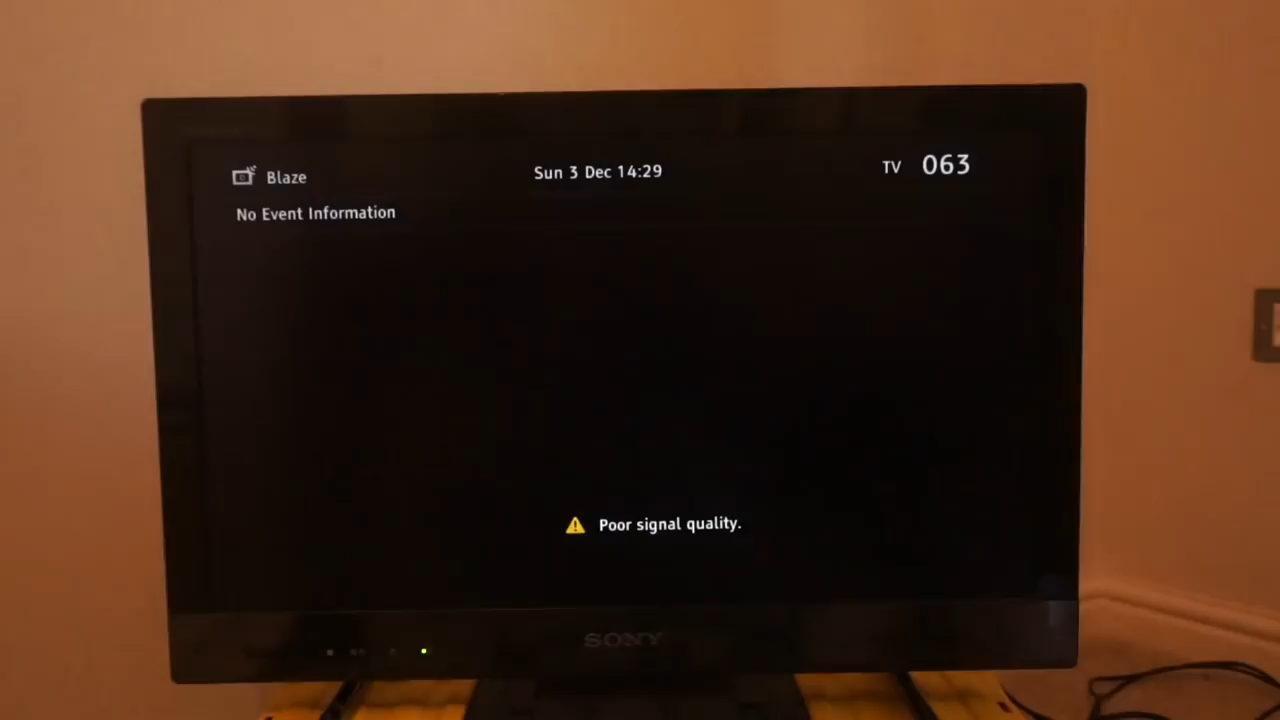 Blaze
Sun 3 Dec 14:29
TV 063
No Event Information
Poor signal quality.
SONY